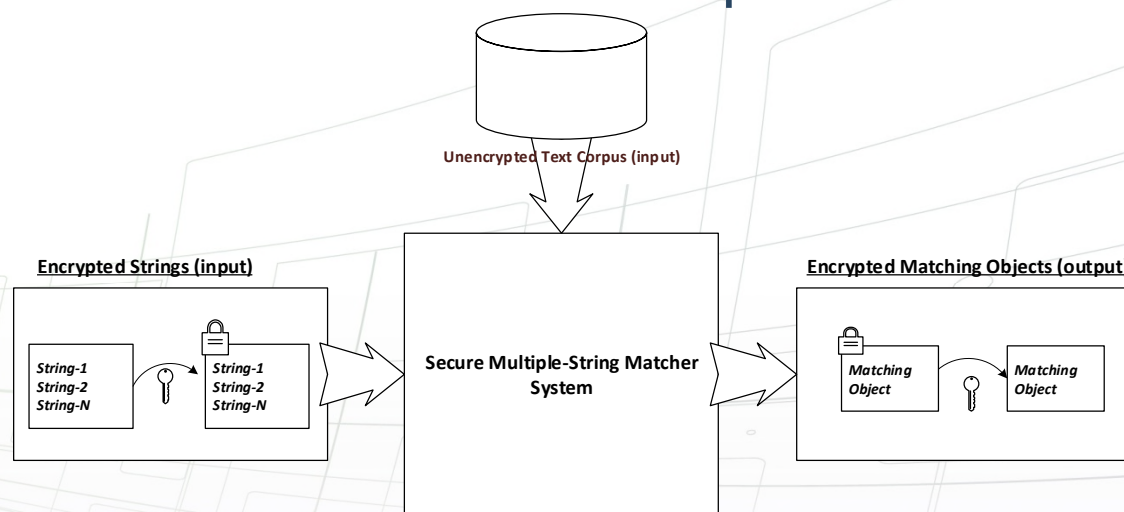 Unencrypted Text Corpus (input)
Encrypted Strings (input)
String-1
String-2
String-N
String-1
String-2
String-N
Secure Multiple-String Matcher
System
Encrypted Matching Objects (output
Matching
Object
Matching
Object